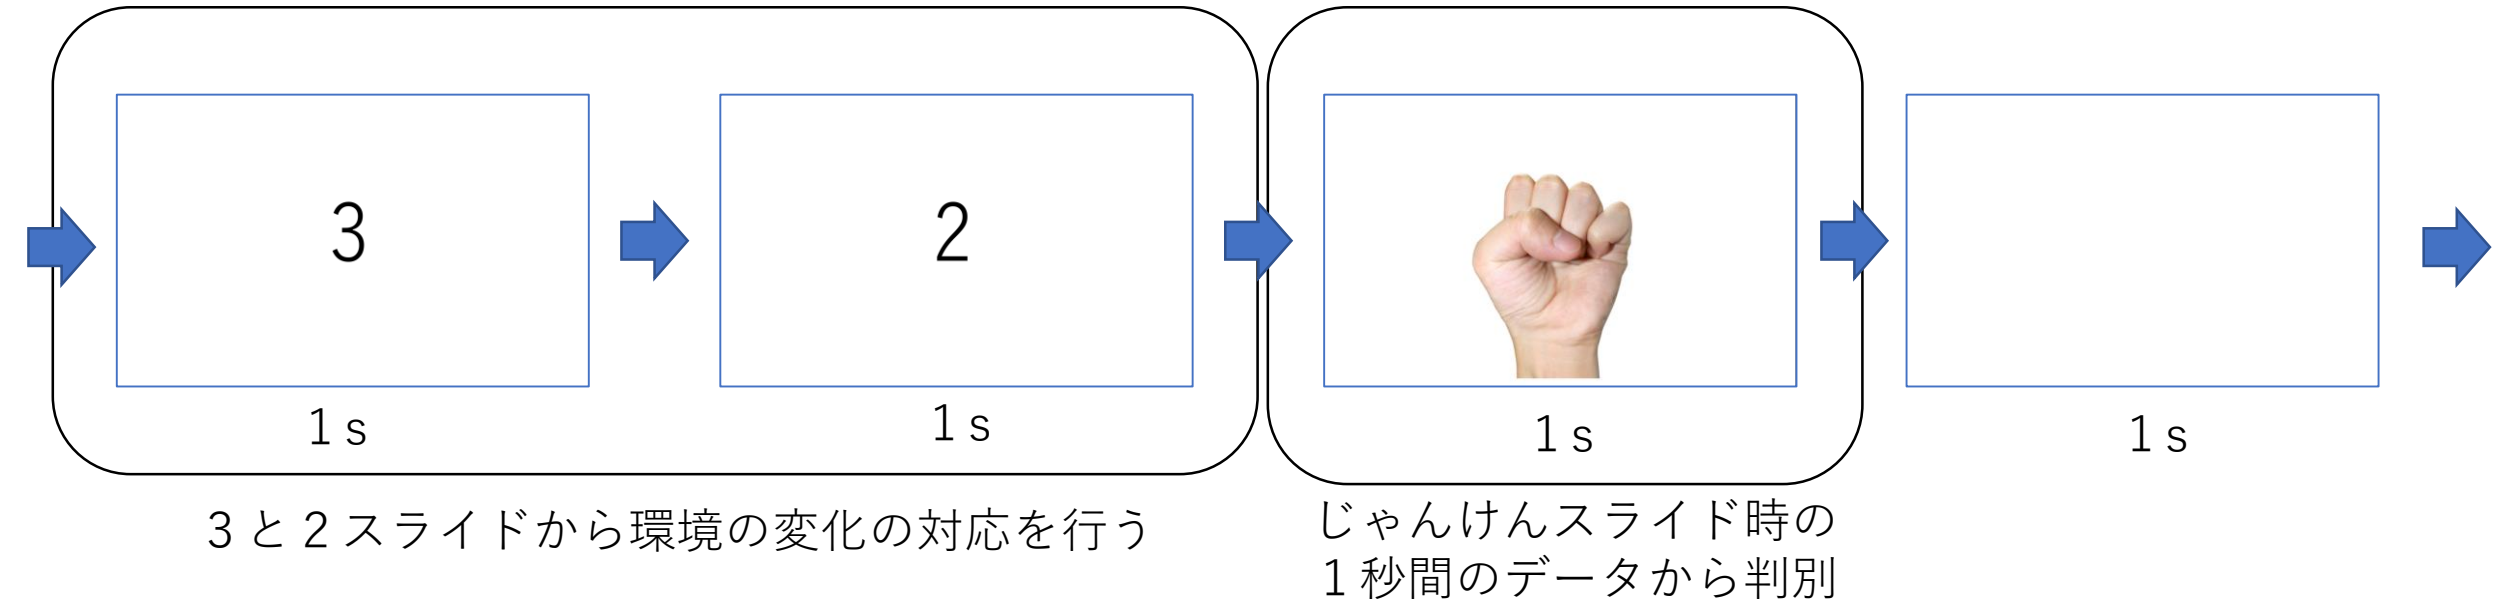 3
2
1 s
1 s
1 s
1 s
3と2スライドから環境の変化の対応を行う
じゃんけんスライド時の
1秒間のデータから判別